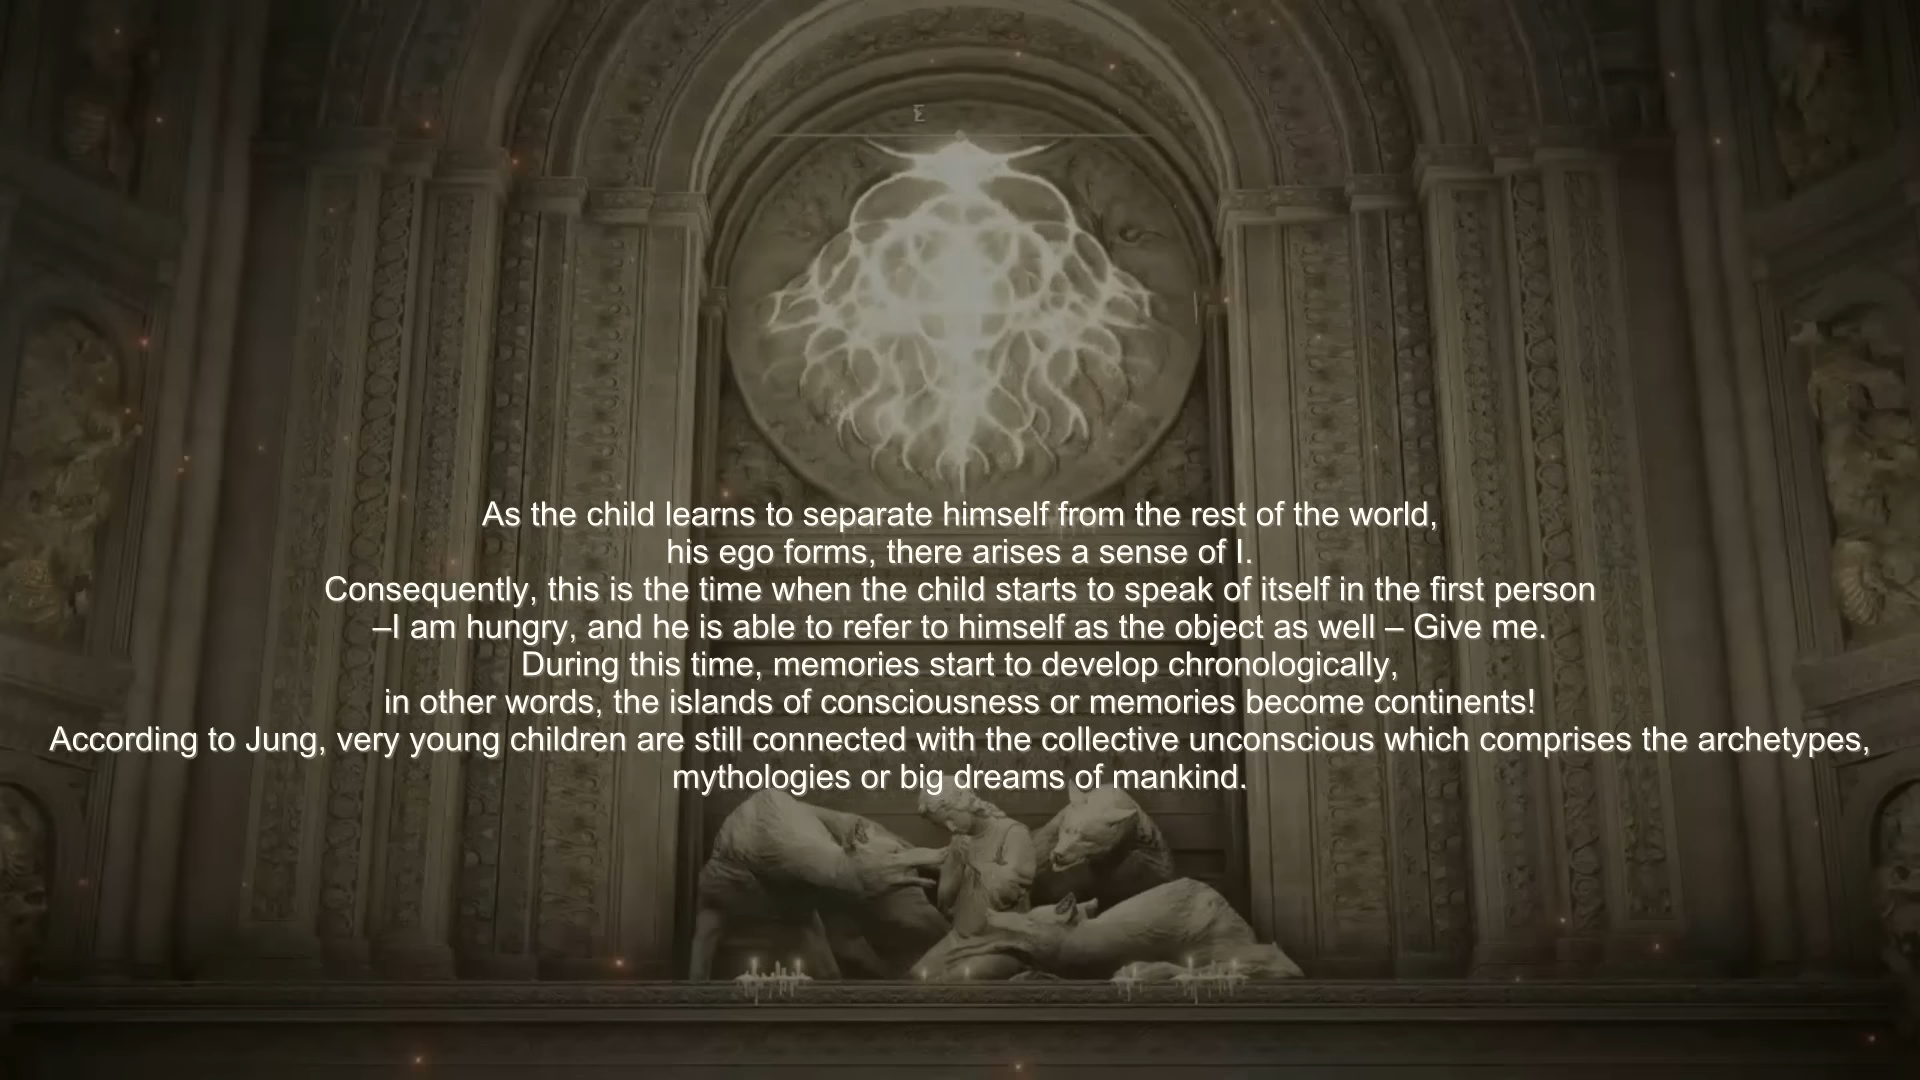 As the child learns to separate himself from the rest of the world,
his ego forms, there arises a sense of I.
Consequently, this is the time when the child starts to speak of itself in the first person
–I am hungry, and he is able to refer to himself as the object as well – Give me.
During this time, memories start to develop chronologically,
in other words, the islands of consciousness or memories become continents!
According to Jung, very young children are still connected with the collective unconscious which comprises the archetypes,
mythologies or big dreams of mankind.